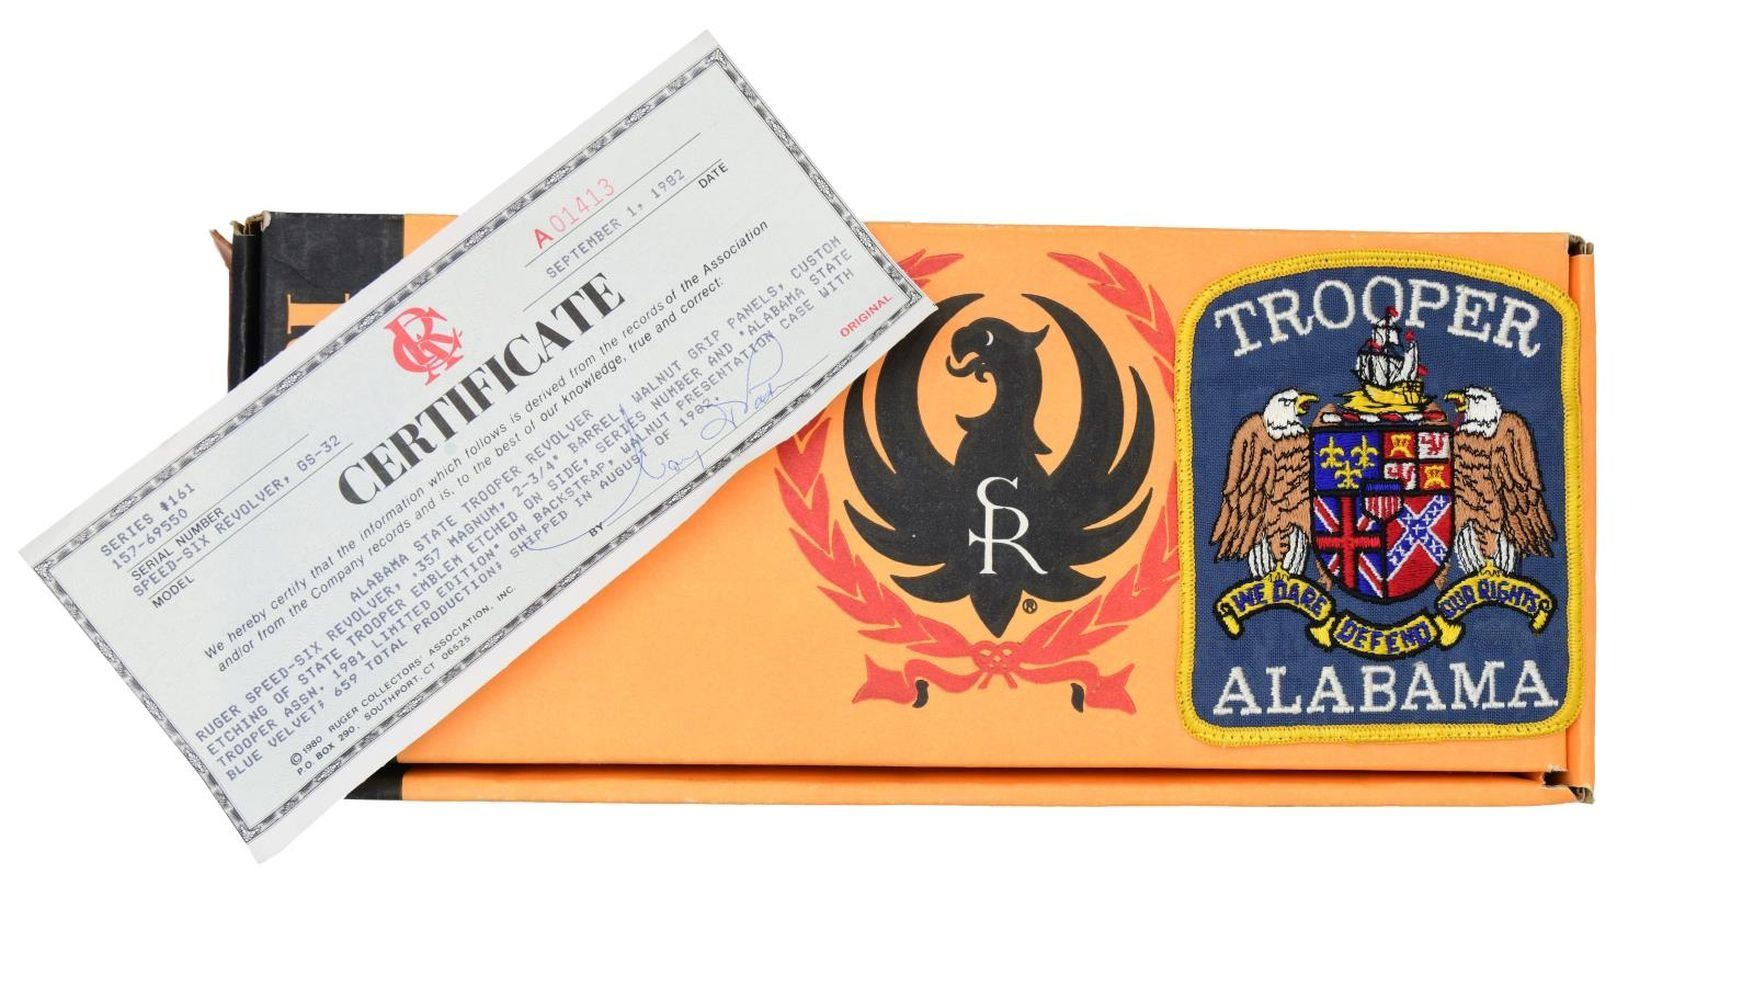 A01413
SEPTEMBER 1, 1982
DATE
RCA
CERTIFICATE
SERIES #161
157-69550
SERIAL NUMBER
SPEED-SIX REVOLVER, GS-32
MODEL
We hereby certify that the information which follows is derived from the records of the Association
and/or from the Company records and is, to the best of our knowledge, true and correct:
ALABAMA STATE TROOPER REVOLVER
RUGER SPEED-SIX REVOLVER, .357 MAGNUM, 2-3/4" BARREL, WALNUT GRIP PANELS, CUSTOM
ETCHING OF STATE TROOPER EMBLEM ETCHED ON SIDE, SERIES NUMBER AND "ALABAMA STATE
TROOPER ASSN. 1981 LIMITED EDITION" ON BACKSTRAP, WALNUT PRESENTATION CASE WITH
BLUE VELVET; 659 TOTAL PRODUCTION; SHIPPED IN AUGUST OF 1982.
© 1980 RUGER COLLECTORS' ASSOCIATION, INC.
P.O. BOX 290, SOUTHPORT, CT 06525
BY
ORIGINAL
SR
®
TROOPER
WE DARE
DEFEND
OUR RIGHTS
ALABAMA